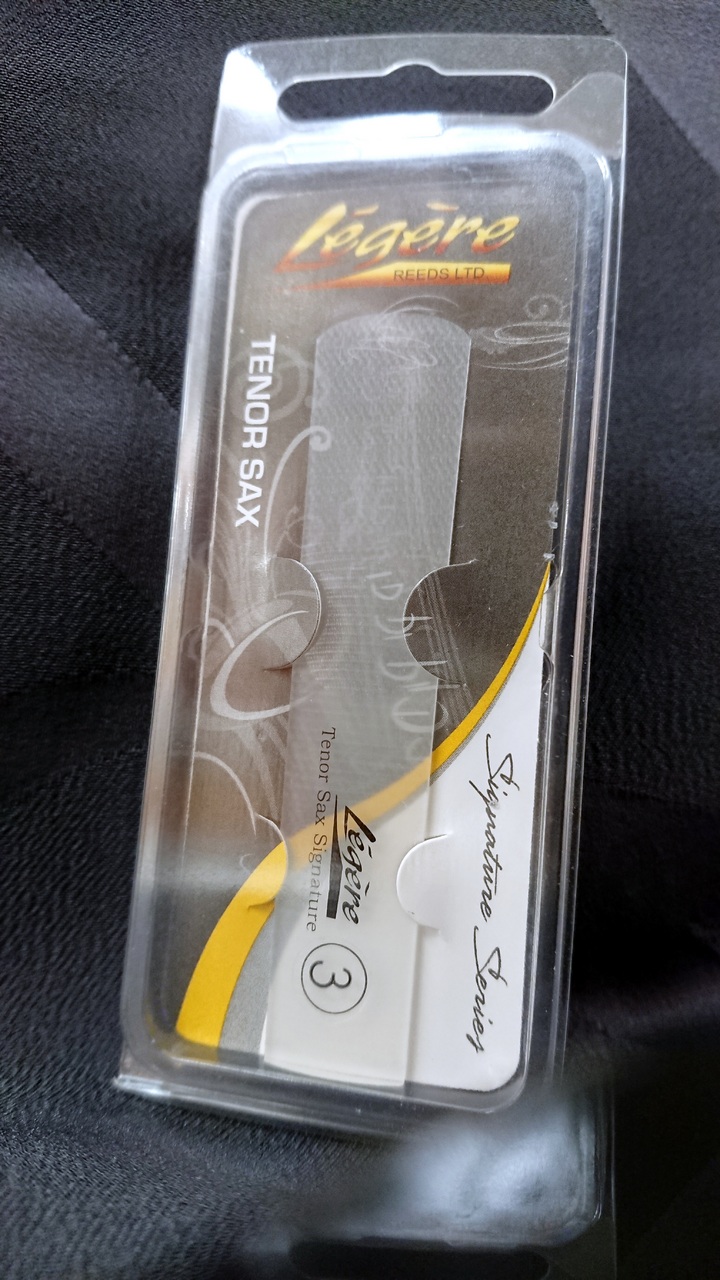 Légère
REEDS LTD.
TENOR SAX
Légère
Tenor Sax Signature
3
Signature Series